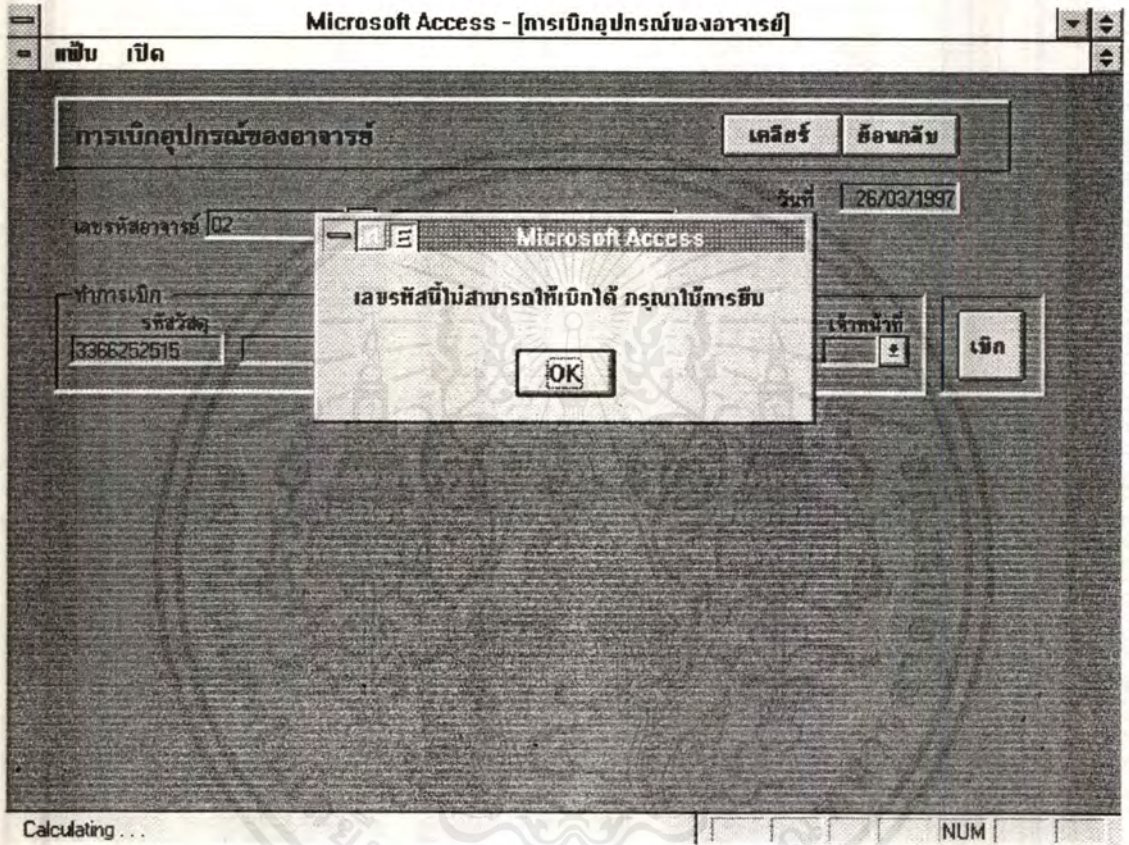 Microsoft Access - [การเบิกอุปกรณ์ของอาจารย์]
แฟ้ม เปิด
การเบิกอุปกรณ์ของอาจารย์ เคลียร์ ย้อนกลับ
วันที่ 26/03/1997
เลขรหัสอาจารย์ 02
Microsoft Access
เลขรหัสนี้ไม่สามารถให้เบิกได้ กรุณาใช้การยืม
OK
ทำการเบิก
รหัสวัสดุ เจ้าหน้าที่
3366252515 เบิก
Calculating . . . NUM